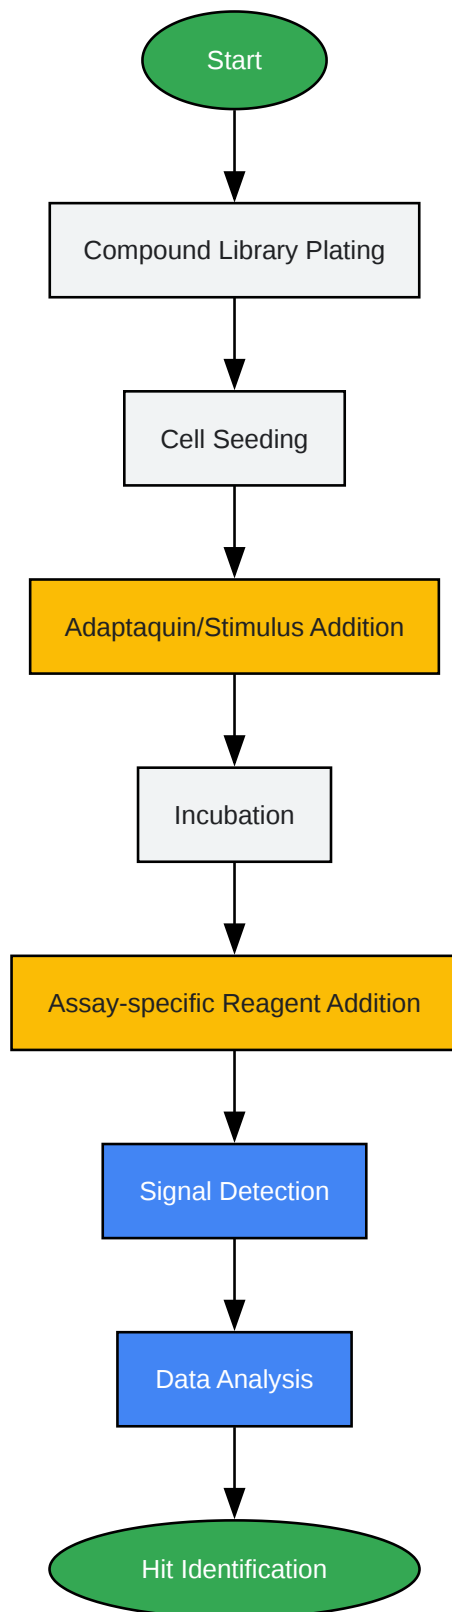 Start
Compound Library Plating
Cell Seeding
Adaptaquin/Stimulus Addition
Incubation
Assay-specific Reagent Addition
Signal Detection
Data Analysis
Hit Identification